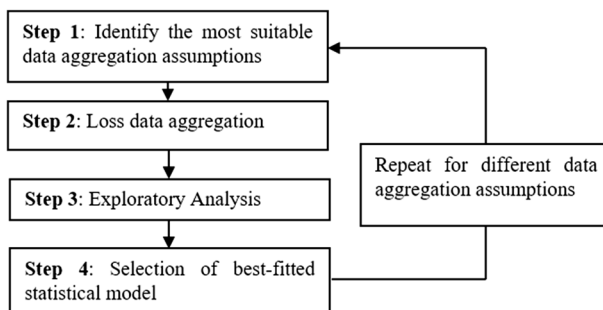 Step 1: Identify the most suitable
data aggregation assumptions
Step 2: Loss data aggregation
Repeat for different data
aggregation assumptions
Step 3: Exploratory Analysis
Step 4: Selection of best-fitted
statistical model